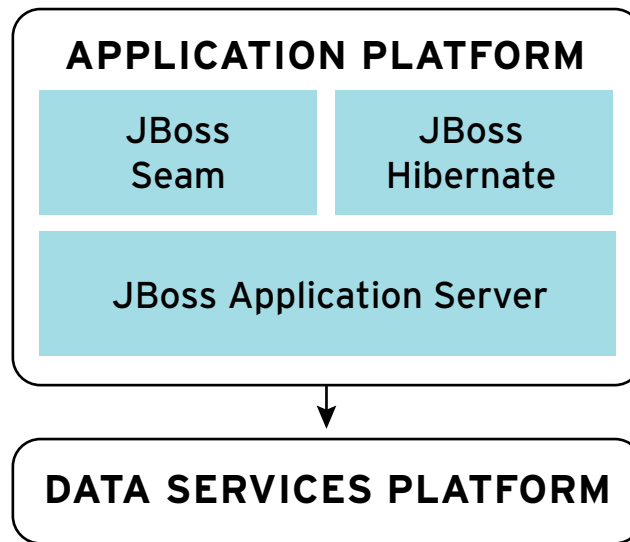 APPLICATION PLATFORM
JBoss
Seam
JBoss
Hibernate
JBoss Application Server
DATA SERVICES PLATFORM